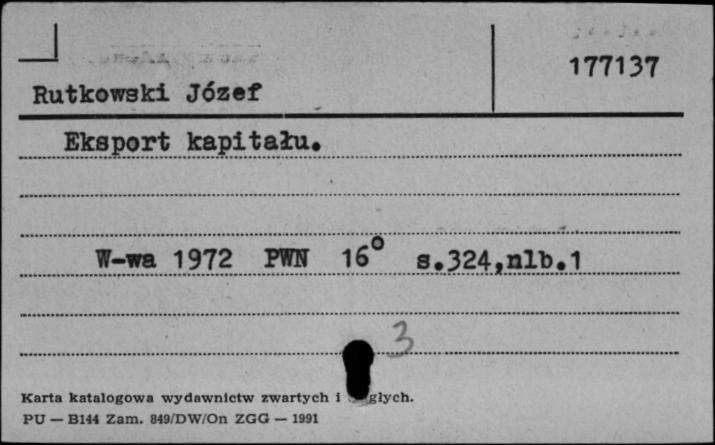 177137
Rutkowski Józef
Eksport kapitału.
W-wa 1972 PWN 16° s.324,nlb.1
3
Karta katalogowa wydawnictw zwartych i głych.
PU — B144 Zam. 849/DW/On ZGG — 1991